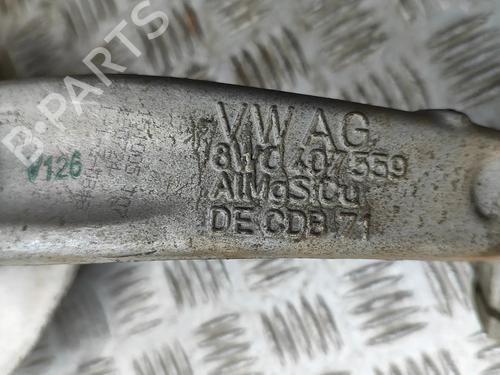 B-PARTS
VW AG
8W0 407 559
AlMgSiCu
DE CDB 71
V126